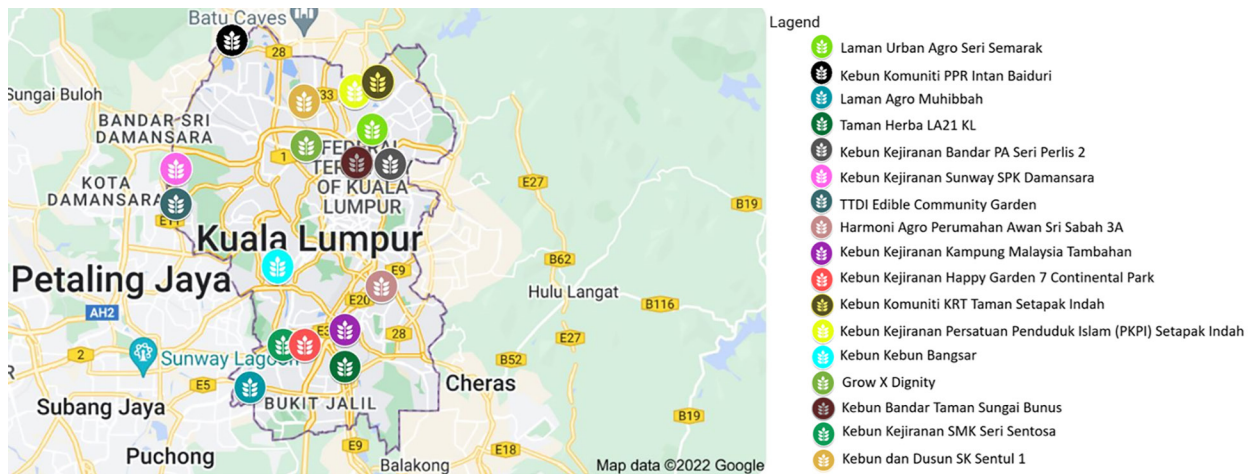 Batu Caves
28
Sungai Buloh
33
BANDAR SRI
DAMANSARA
1
FEDERAL
TERRITORY
OF KUALA
LUMPUR
KOTA
DAMANSARA
E11
E27
B19
Kuala Lumpur
Petaling Jaya
E9
B62
E20
Hulu Langat
B116
AH2
28
E27
2
Sunway Lagoon
B52
Cheras
E5
BUKIT JALIL
Subang Jaya
B19
Puchong
E9
E18
Balakong
Map data ©2022 Google
Lagend
Laman Urban Agro Seri Semarak
Kebun Komuniti PPR Intan Baiduri
Laman Agro Muhibbah
Taman Herba LA21 KL
Kebun Kejiranan Bandar PA Seri Perlis 2
Kebun Kejiranan Sunway SPK Damansara
TTDI Edible Community Garden
Harmoni Agro Perumahan Awan Sri Sabah 3A
Kebun Kejiranan Kampung Malaysia Tambahan
Kebun Kejiranan Happy Garden 7 Continental Park
Kebun Komuniti KRT Taman Setapak Indah
Kebun Kejiranan Persatuan Penduduk Islam (PKPI) Setapak Indah
Kebun Kebun Bangsar
Grow X Dignity
Kebun Bandar Taman Sungai Bunus
Kebun Kejiranan SMK Seri Sentosa
Kebun dan Dusun SK Sentul 1